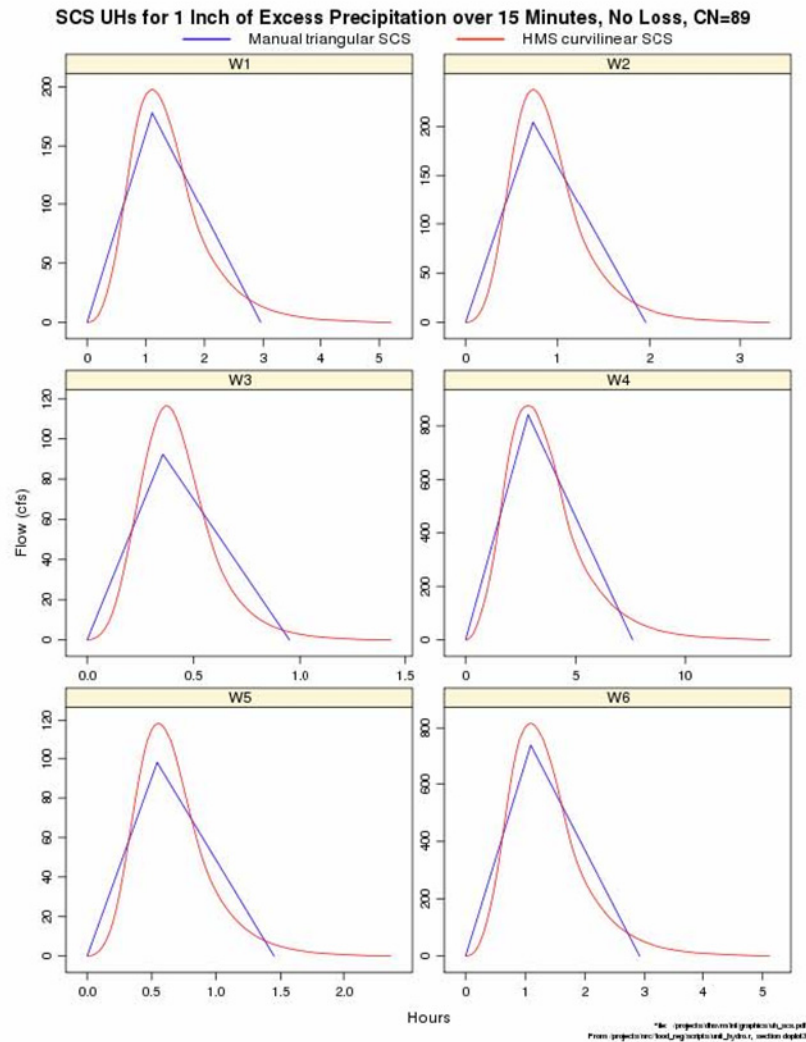 SCS UHs for 1 Inch of Excess Precipitation over 15 Minutes, No Loss, CN=89
Manual triangular SCS HMS curvilinear SCS
W1 W2
200
150
100
50
0
0 1 2 3 4 5
200
150
100
50
0
0 1 2 3
W3 W4
120
100
80
60
40
20
0
0.0 0.5 1.0 1.5
800
600
400
200
0
0 5 10
Flow (cfs)
W5 W6
120
100
80
60
40
20
0
0.0 0.5 1.0 1.5 2.0
800
600
400
200
0
0 1 2 3 4 5
Hours